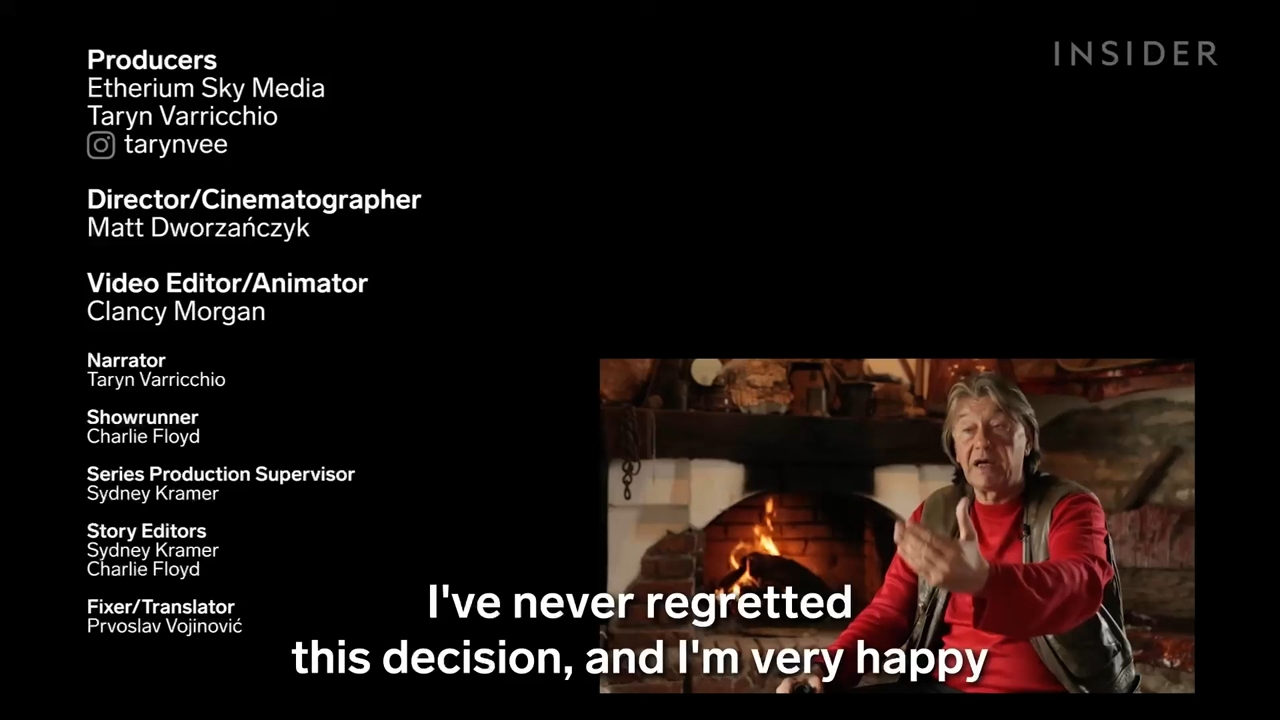 INSIDER
Producers
Etherium Sky Media
Taryn Varricchio
tarynvee
Director/Cinematographer
Matt Dworzańczyk
Video Editor/Animator
Clancy Morgan
Narrator
Taryn Varricchio
Showrunner
Charlie Floyd
Series Production Supervisor
Sydney Kramer
Story Editors
Sydney Kramer
Charlie Floyd
Fixer/Translator
Prvoslav Vojinović
I've never regretted
this decision, and I'm very happy